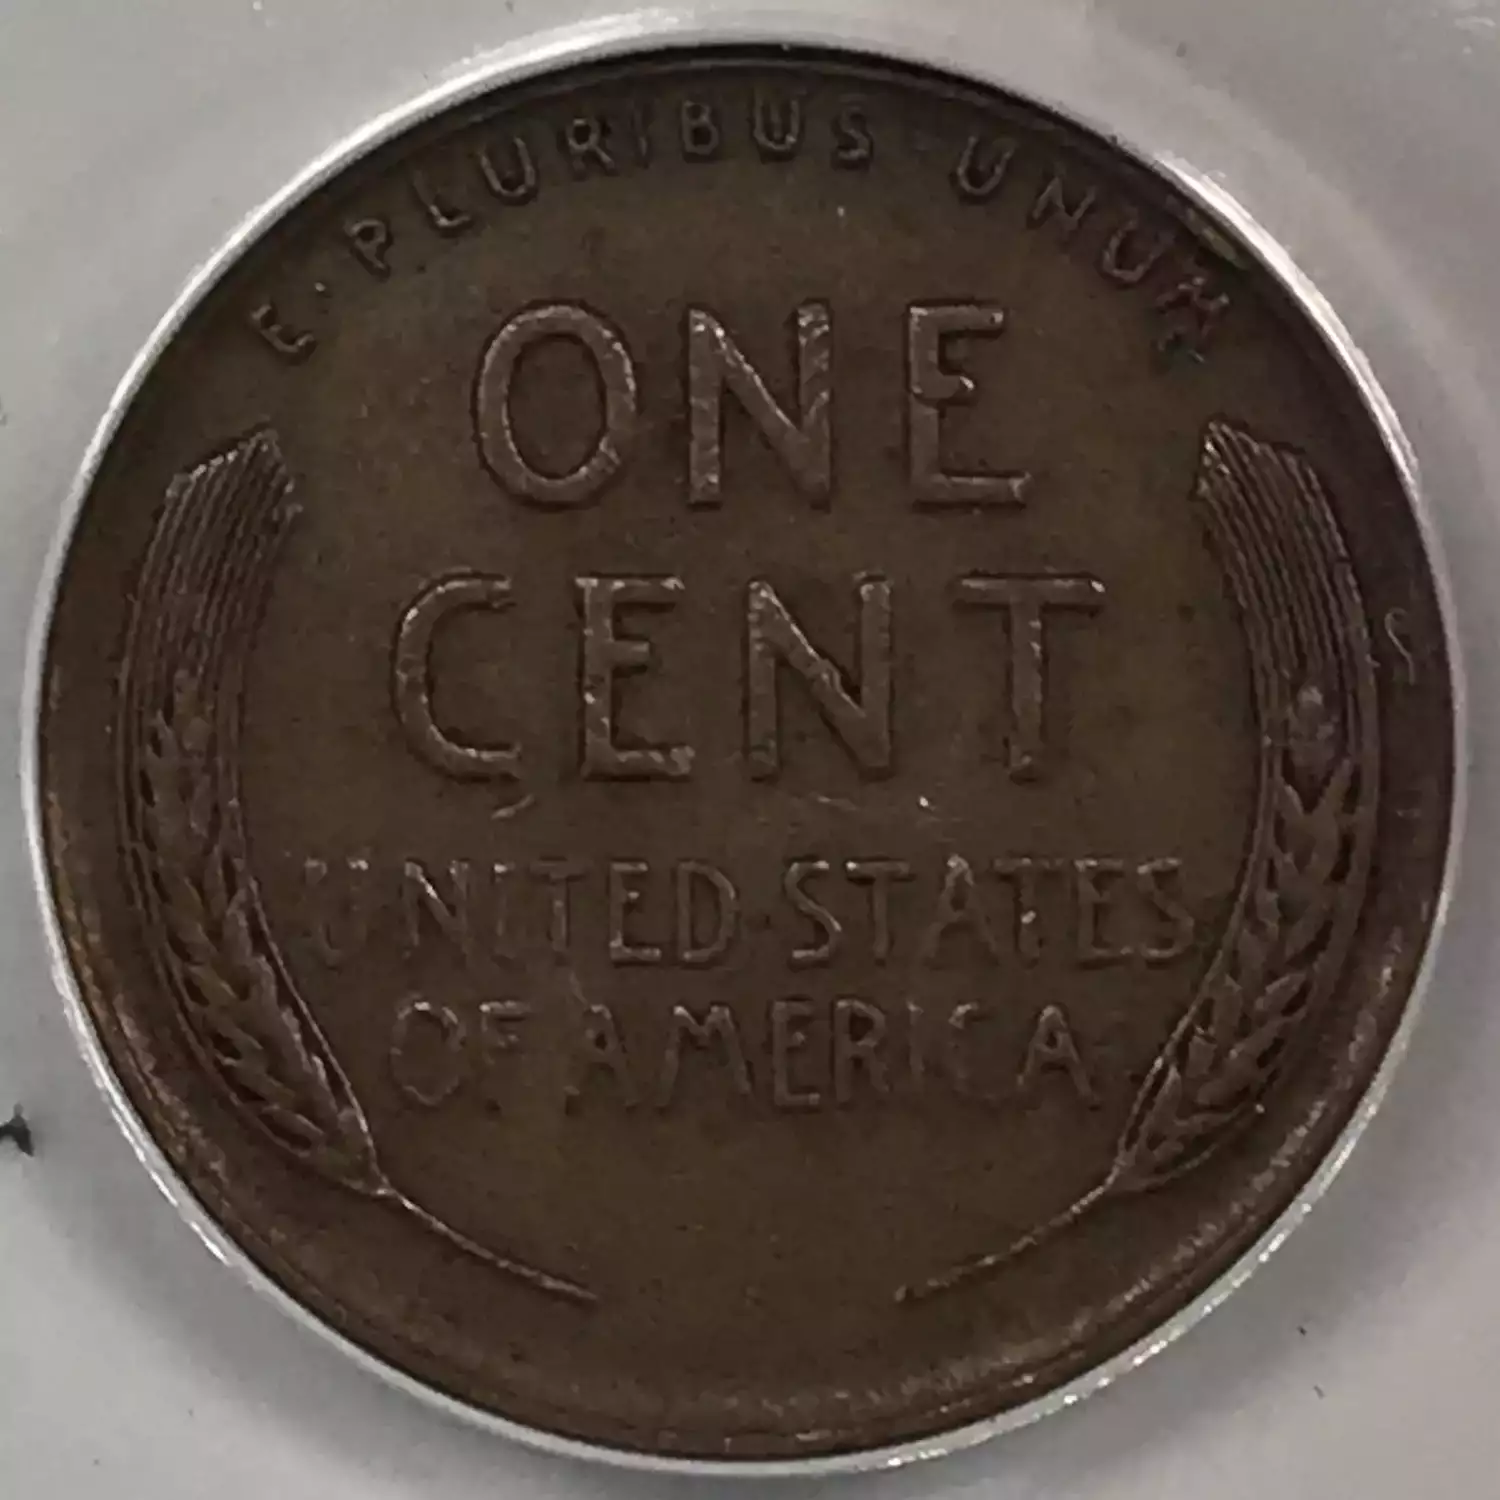 E · PLURIBUS · UNUM
ONE
CENT
UNITED·STATES
OF AMERICA